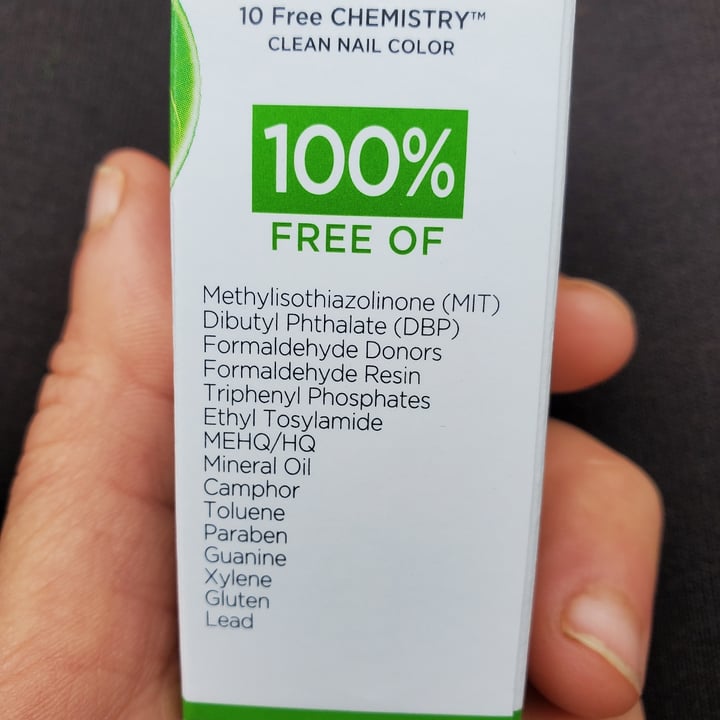 10 Free CHEMISTRY™
CLEAN NAIL COLOR
100%
FREE OF
Methylisothiazolinone (MIT)
Dibutyl Phthalate (DBP)
Formaldehyde Donors
Formaldehyde Resin
Triphenyl Phosphates
Ethyl Tosylamide
MEHQ/HQ
Mineral Oil
Camphor
Toluene
Paraben
Guanine
Xylene
Gluten
Lead